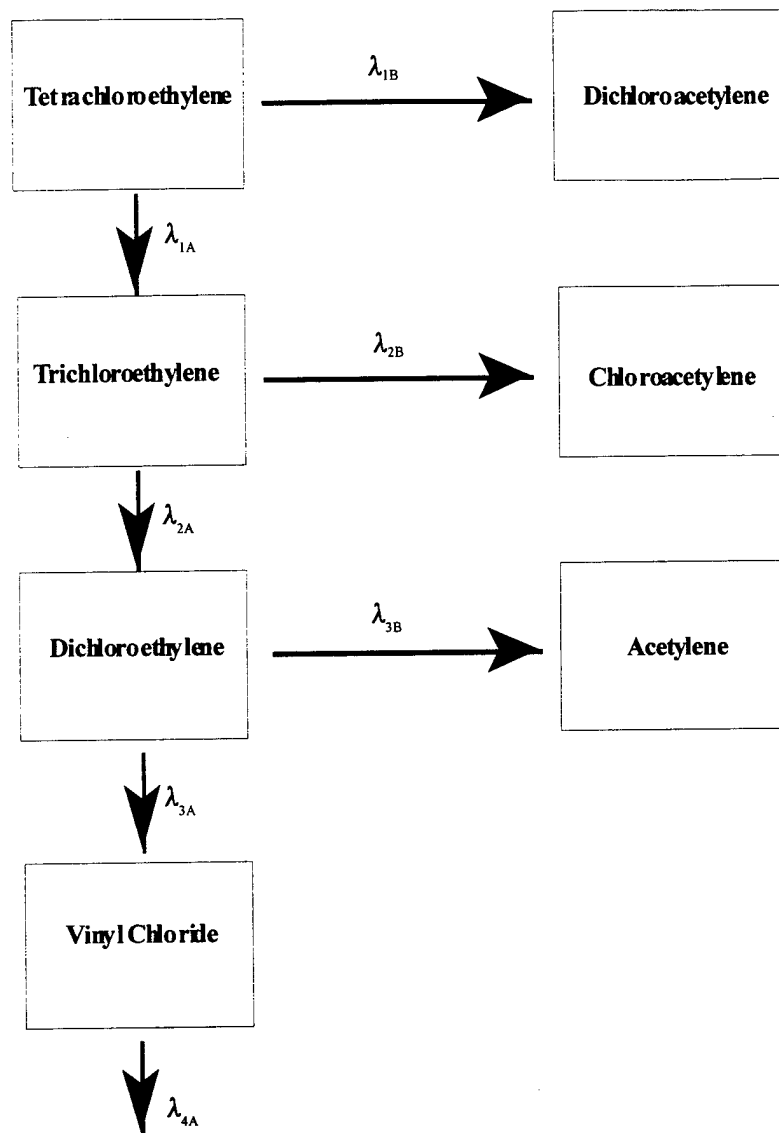 Tetrachloroethylene
λ1B
Dichloroacetylene
λ1A
Trichloroethylene
λ2B
Chloroacetylene
λ2A
Dichloroethylene
λ3B
Acetylene
λ3A
Vinyl Chloride
λ4A